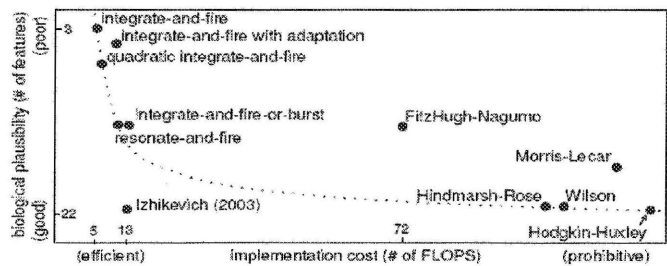 integrate-and-fire
integrate-and-fire with adaptation
quadratic integrate-and-fire
integrate-and-fire-or-burst
resonate-and-fire
FitzHugh-Nagumo
Morris-Lecar
Izhikevich (2003)
Hindmarsh-Rose
Wilson
Hodgkin-Huxley
biological plausibility (# of features)
(good) (poor)
3
22
5 13 72
(efficient) implementation cost (# of FLOPS) (prohibitive)